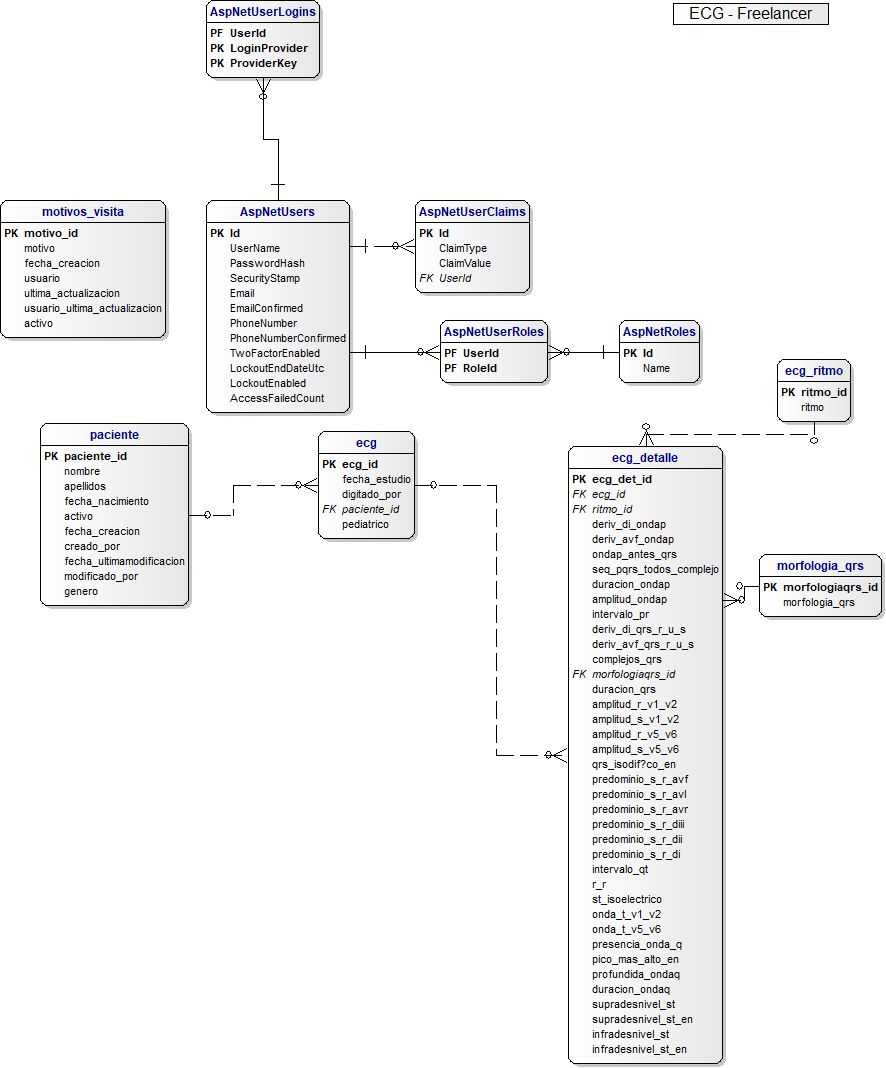 ECG - Freelancer
AspNetUserLogins
PF UserId
PK LoginProvider
PK ProviderKey
motivos_visita
PK motivo_id
motivo
fecha_creacion
usuario
ultima_actualizacion
usuario_ultima_actualizacion
activo
AspNetUsers
PK Id
UserName
PasswordHash
SecurityStamp
Email
EmailConfirmed
PhoneNumber
PhoneNumberConfirmed
TwoFactorEnabled
LockoutEndDateUtc
LockoutEnabled
AccessFailedCount
AspNetUserClaims
PK Id
ClaimType
ClaimValue
FK UserId
AspNetUserRoles
PF UserId
PF RoleId
AspNetRoles
PK Id
Name
ecg_ritmo
PK ritmo_id
ritmo
paciente
PK paciente_id
nombre
apellidos
fecha_nacimiento
activo
fecha_creacion
creado_por
fecha_ultimamodificacion
modificado_por
genero
ecg
PK ecg_id
fecha_estudio
digitado_por
FK paciente_id
pediatrico
ecg_detalle
PK ecg_det_id
FK ecg_id
FK ritmo_id
deriv_di_ondap
deriv_avf_ondap
ondap_antes_qrs
seq_pqrs_todos_complejo
duracion_ondap
amplitud_ondap
intervalo_pr
deriv_di_qrs_r_u_s
deriv_avf_qrs_r_u_s
complejos_qrs
FK morfologiaqrs_id
duracion_qrs
amplitud_r_v1_v2
amplitud_s_v1_v2
amplitud_r_v5_v6
amplitud_s_v5_v6
qrs_isodif?co_en
predominio_s_r_avf
predominio_s_r_avl
predominio_s_r_avr
predominio_s_r_diii
predominio_s_r_dii
predominio_s_r_di
intervalo_qt
r_r
st_isoelectrico
onda_t_v1_v2
onda_t_v5_v6
presencia_onda_q
pico_mas_alto_en
profundida_ondaq
duracion_ondaq
supradesnivel_st
supradesnivel_st_en
infradesnivel_st
infradesnivel_st_en
morfologia_qrs
PK morfologiaqrs_id
morfologia_qrs